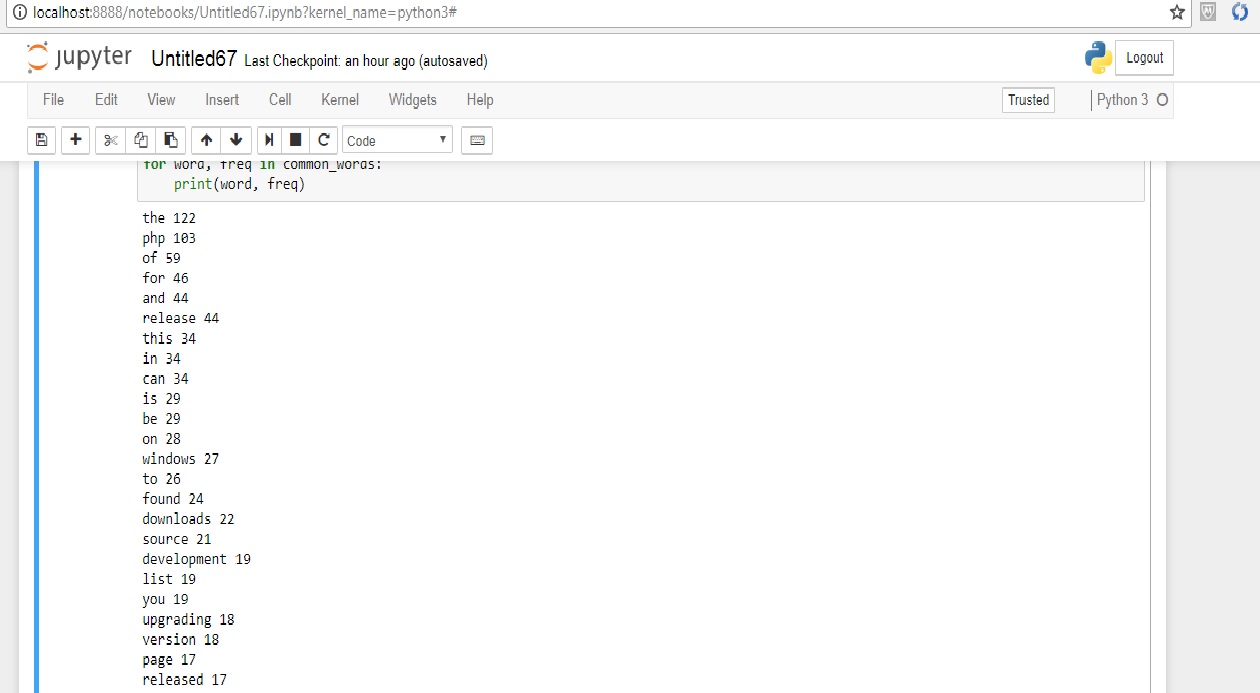 localhost:8888/notebooks/Untitled67.ipynb?kernel_name=python3#
jupyter Untitled67 Last Checkpoint: an hour ago (autosaved)
Logout
File Edit View Insert Cell Kernel Widgets Help
Trusted
Python 3
Code
for word, freq in common_words:
print(word, freq)
the 122
php 103
of 59
for 46
and 44
release 44
this 34
in 34
can 34
is 29
be 29
on 28
windows 27
to 26
found 24
downloads 22
source 21
development 19
list 19
you 19
upgrading 18
version 18
page 17
released 17